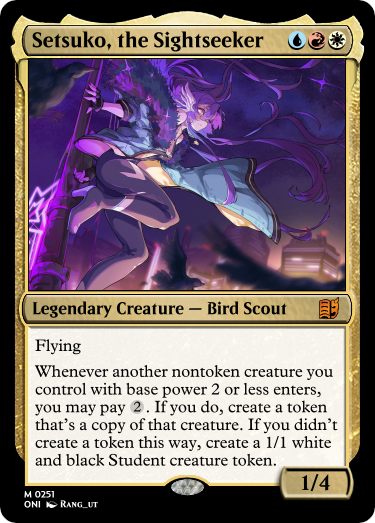 Setsuko, the Sightseeker
Legendary Creature — Bird Scout
Flying
Whenever another nontoken creature you
control with base power 2 or less enters,
you may pay 2. If you do, create a token
that's a copy of that creature. If you didn't
create a token this way, create a 1/1 white
and black Student creature token.
1/4
M 0251
ONI Rang_ut